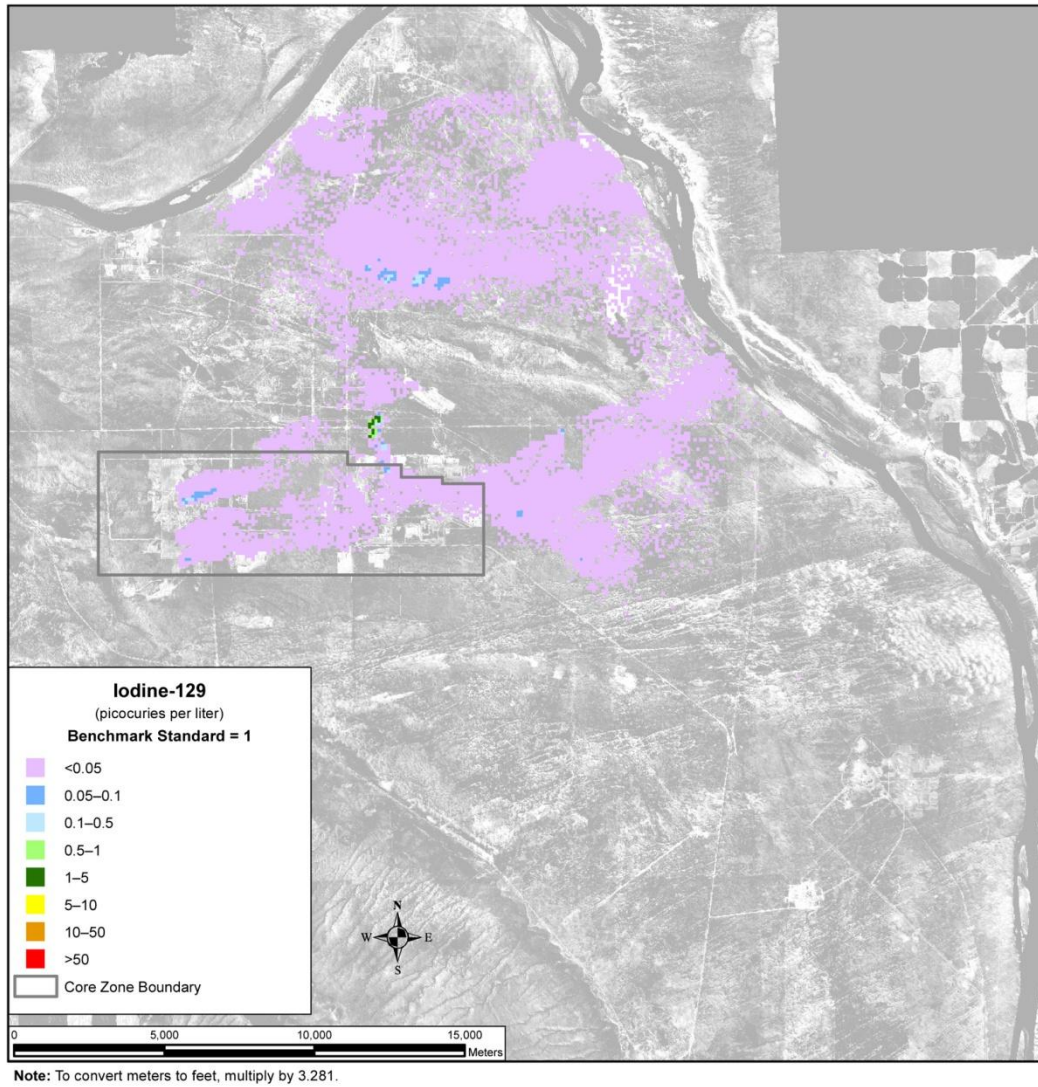 N
W E
S
Iodine-129
(picocuries per liter)
Benchmark Standard = 1
<0.05
0.05–0.1
0.1–0.5
0.5–1
1–5
5–10
10–50
>50
Core Zone Boundary
0 5,000 10,000 15,000
Meters
Note: To convert meters to feet, multiply by 3.281.